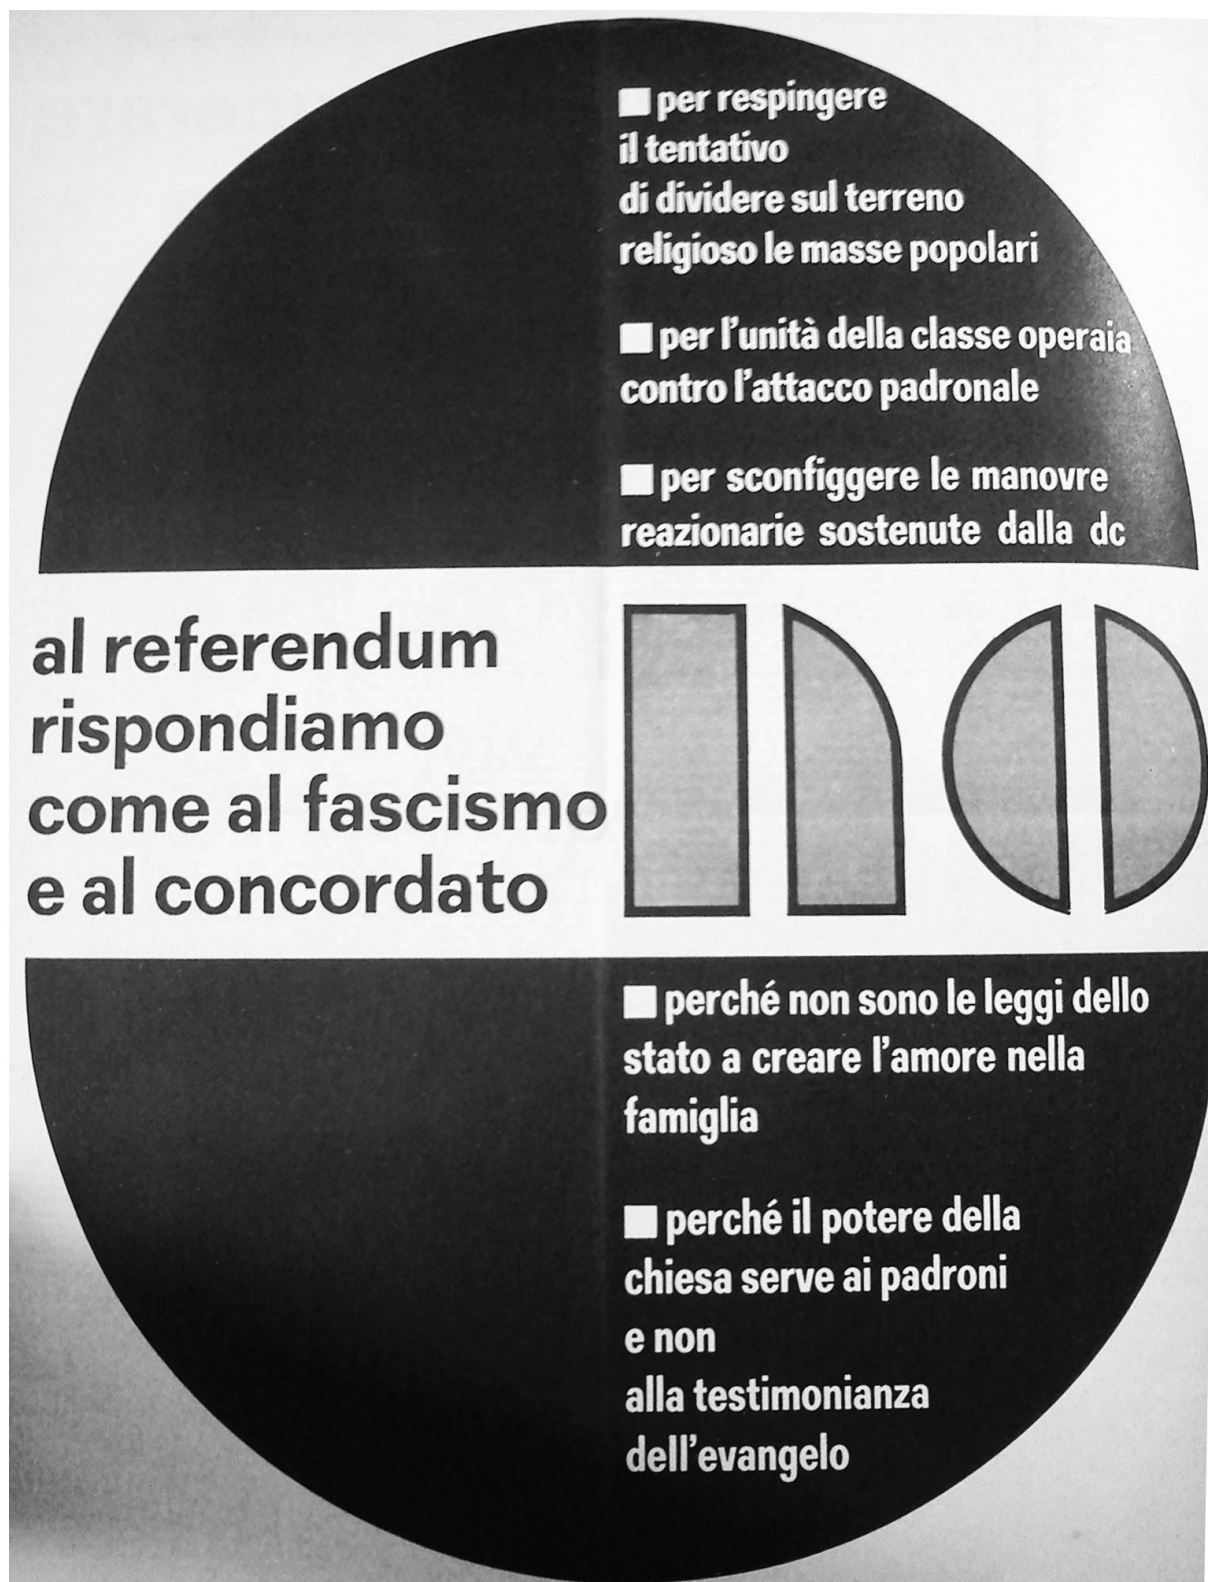 per respingere
il tentativo
di dividere sul terreno
religioso le masse popolari
per l'unità della classe operaia
contro l'attacco padronale
per sconfiggere le manovre
reazionarie sostenute dalla dc
al referendum
rispondiamo
come al fascismo
e al concordato
no
perché non sono le leggi dello
stato a creare l'amore nella
famiglia
perché il potere della
chiesa serve ai padroni
e non
alla testimonianza
dell'evangelo